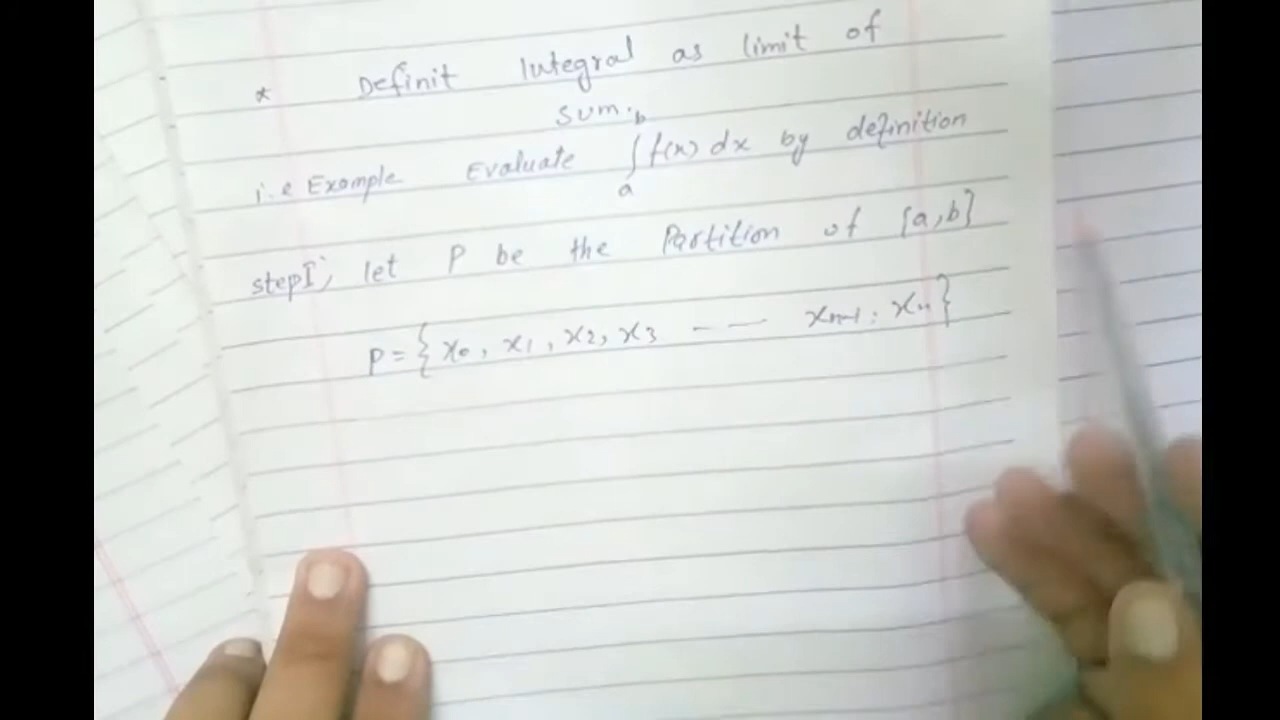 * Definit Integral as limit of
sum.
i.e Example Evaluate ∫ₐᵇ f(x) dx by definition
stepI, let P be the Partition of [a,b]
P = { x₀, x₁, x₂, x₃ - - - xₙ₋₁, xₙ }